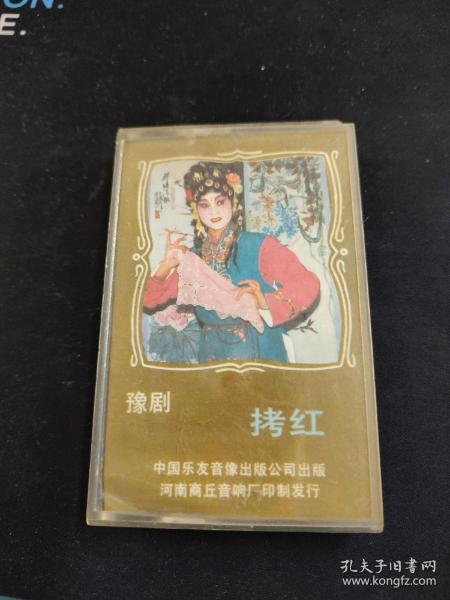 ON.
E.
豫剧
拷红
中国乐友音像出版公司出版
河南商丘音响厂印制发行
孔夫子旧书网
www.kongfz.com